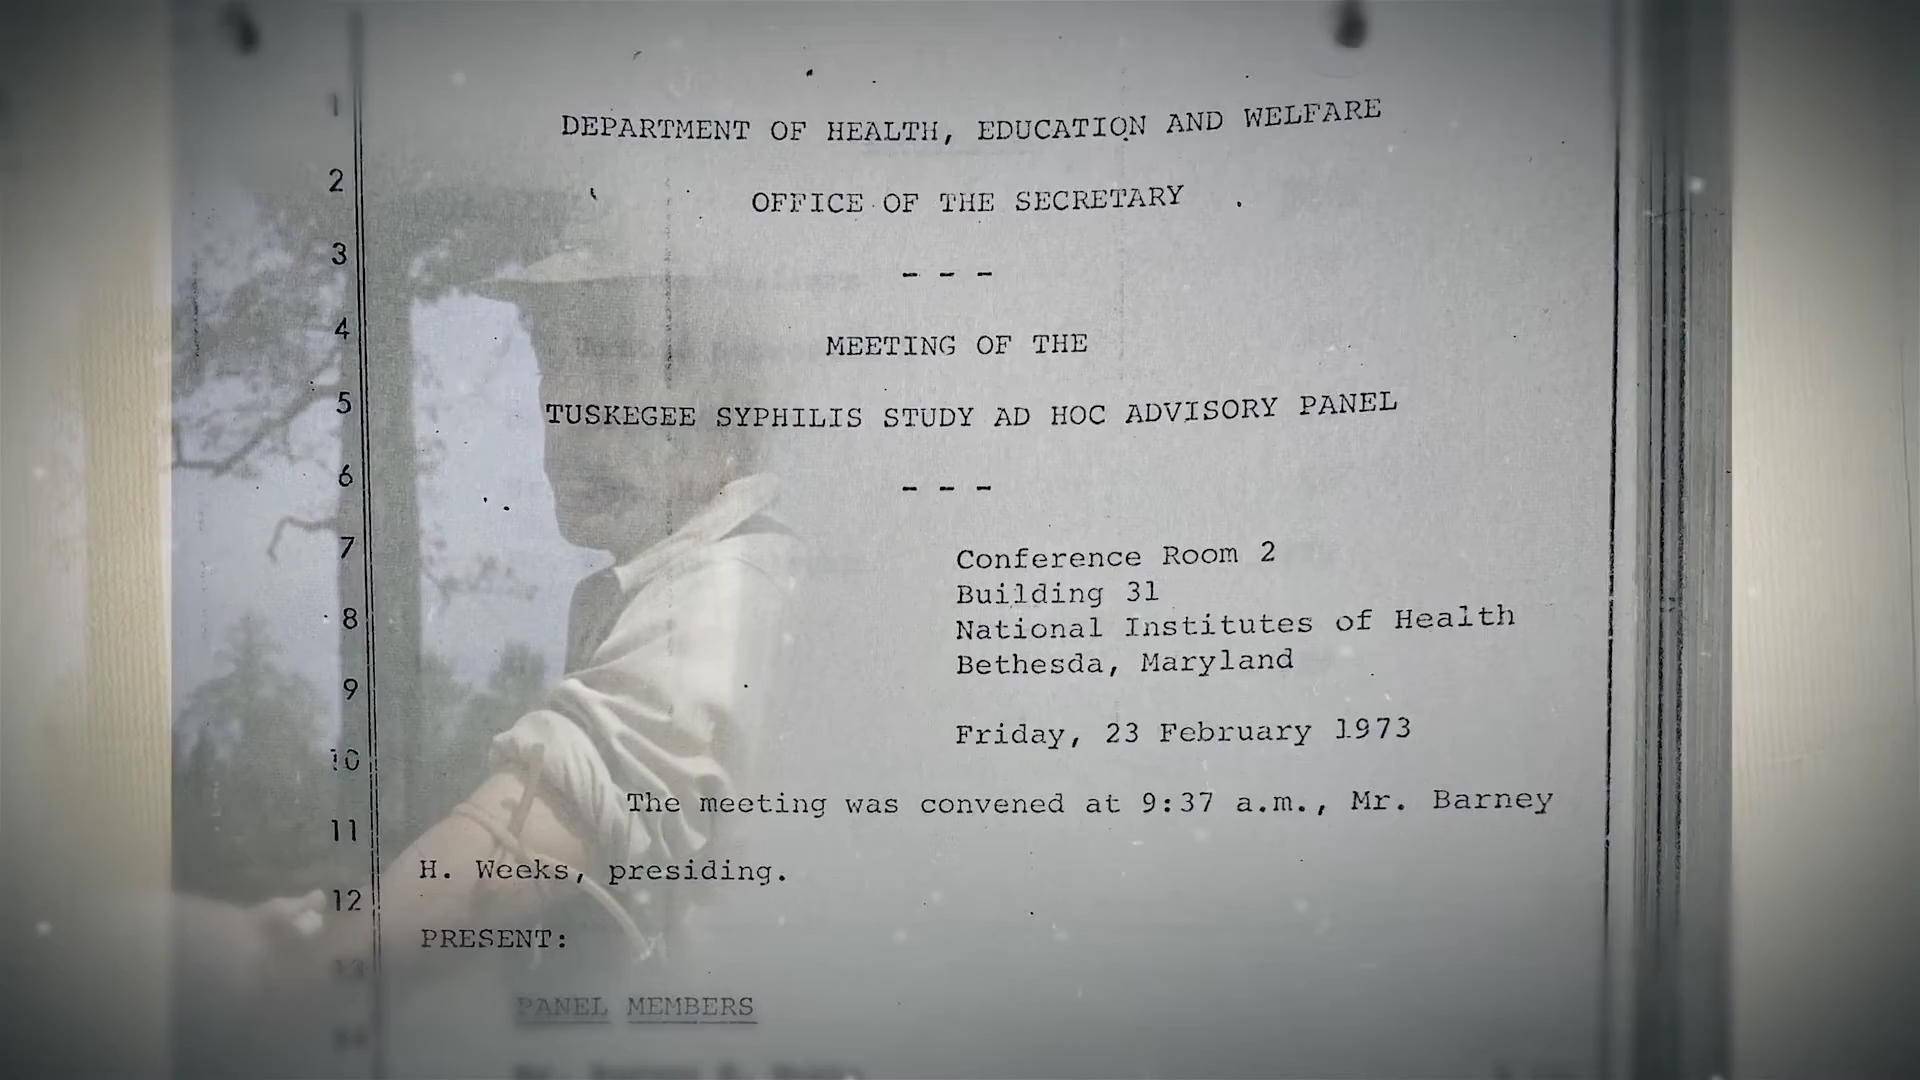 1
DEPARTMENT OF HEALTH, EDUCATION AND WELFARE
2
OFFICE OF THE SECRETARY
3
- - -
4
MEETING OF THE
5
TUSKEGEE SYPHILIS STUDY AD HOC ADVISORY PANEL
6
- - -
7
Conference Room 2
Building 31
8
National Institutes of Health
Bethesda, Maryland
9
Friday, 23 February 1973
10
The meeting was convened at 9:37 a.m., Mr. Barney
11
H. Weeks, presiding.
12
PRESENT:
13
PANEL MEMBERS
14